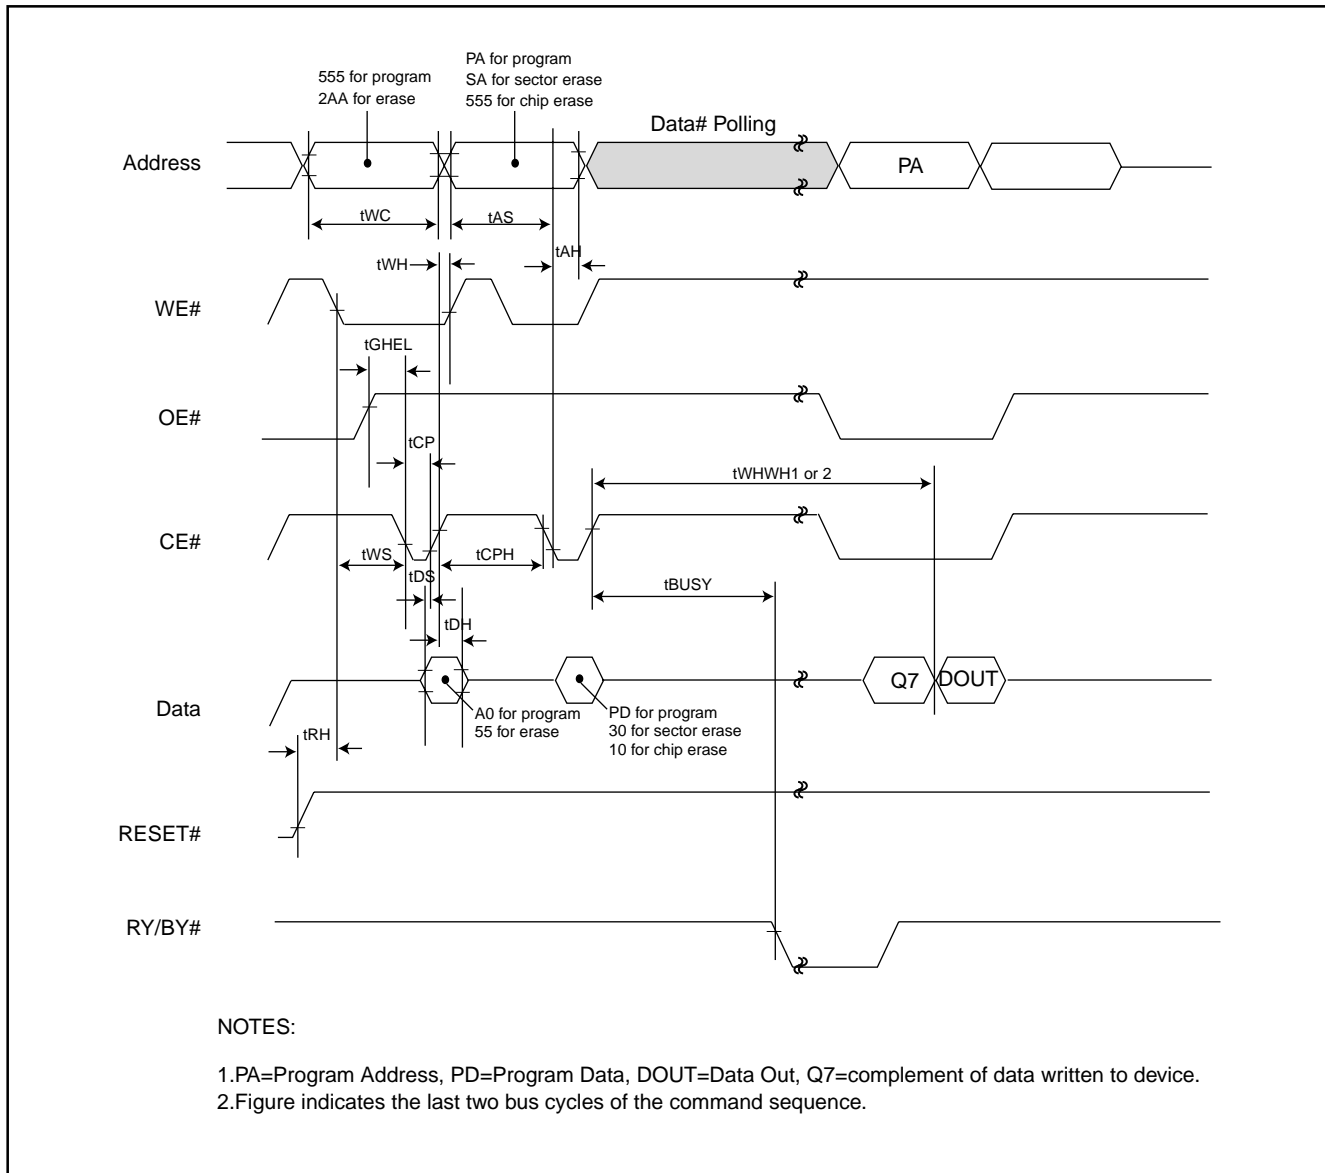 555 for program
2AA for erase
PA for program
SA for sector erase
555 for chip erase
Data# Polling
Address
PA
tWC
tAS
tAH
tWH
WE#
tGHEL
OE#
tCP
tWHWH1 or 2
CE#
tWS
tCPH
tDS
tBUSY
tDH
Q7
DOUT
Data
A0 for program
55 for erase
PD for program
30 for sector erase
10 for chip erase
tRH
RESET#
RY/BY#
NOTES:
1.PA=Program Address, PD=Program Data, DOUT=Data Out, Q7=complement of data written to device.
2.Figure indicates the last two bus cycles of the command sequence.